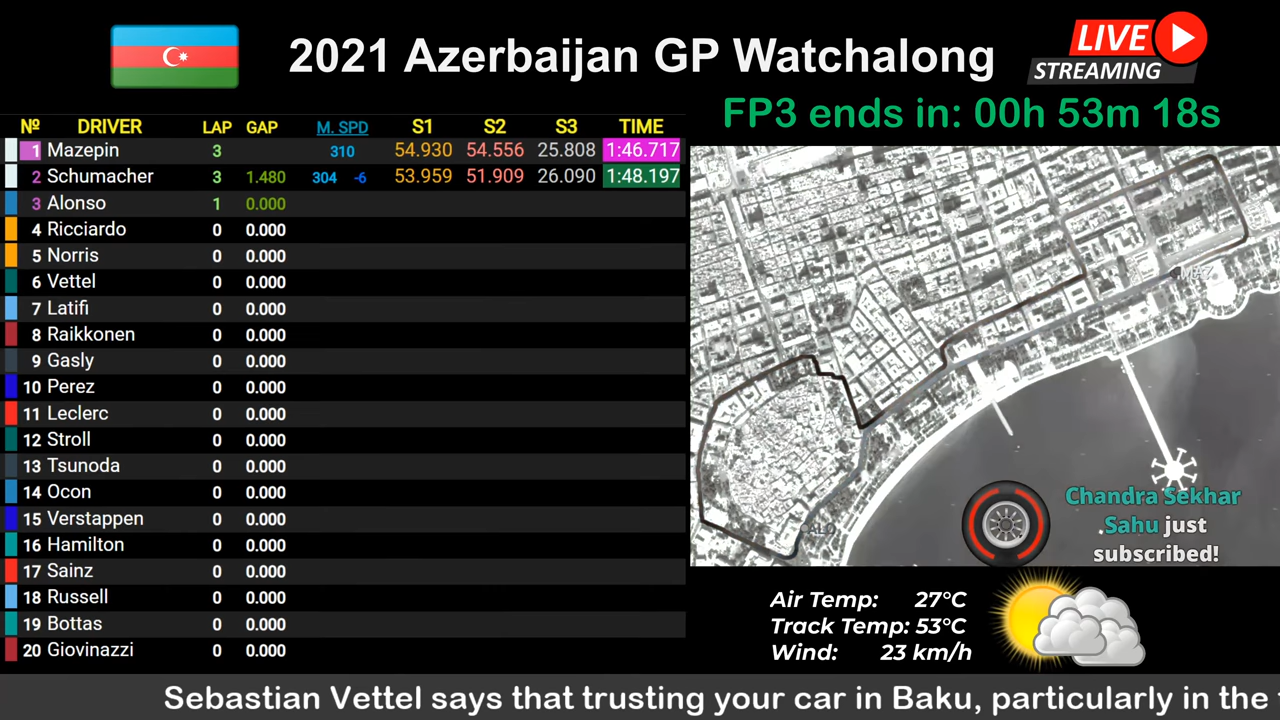 2021 Azerbaijan GP Watchalong
LIVE
STREAMING
FP3 ends in: 00h 53m 18s
Nº DRIVER LAP GAP M. SPD S1 S2 S3 TIME
1 Mazepin 3 310 54.930 54.556 25.808 1:46.717
2 Schumacher 3 1.480 304 -6 53.959 51.909 26.090 1:48.197
3 Alonso 1 0.000
4 Ricciardo 0 0.000
5 Norris 0 0.000
6 Vettel 0 0.000
7 Latifi 0 0.000
8 Raikkonen 0 0.000
9 Gasly 0 0.000
10 Perez 0 0.000
11 Leclerc 0 0.000
12 Stroll 0 0.000
13 Tsunoda 0 0.000
14 Ocon 0 0.000
15 Verstappen 0 0.000
16 Hamilton 0 0.000
17 Sainz 0 0.000
18 Russell 0 0.000
19 Bottas 0 0.000
20 Giovinazzi 0 0.000
MAZ
ALO
Chandra Sekhar
Sahu just
subscribed!
Air Temp: 27°C
Track Temp: 53°C
Wind: 23 km/h
Sebastian Vettel says that trusting your car in Baku, particularly in the